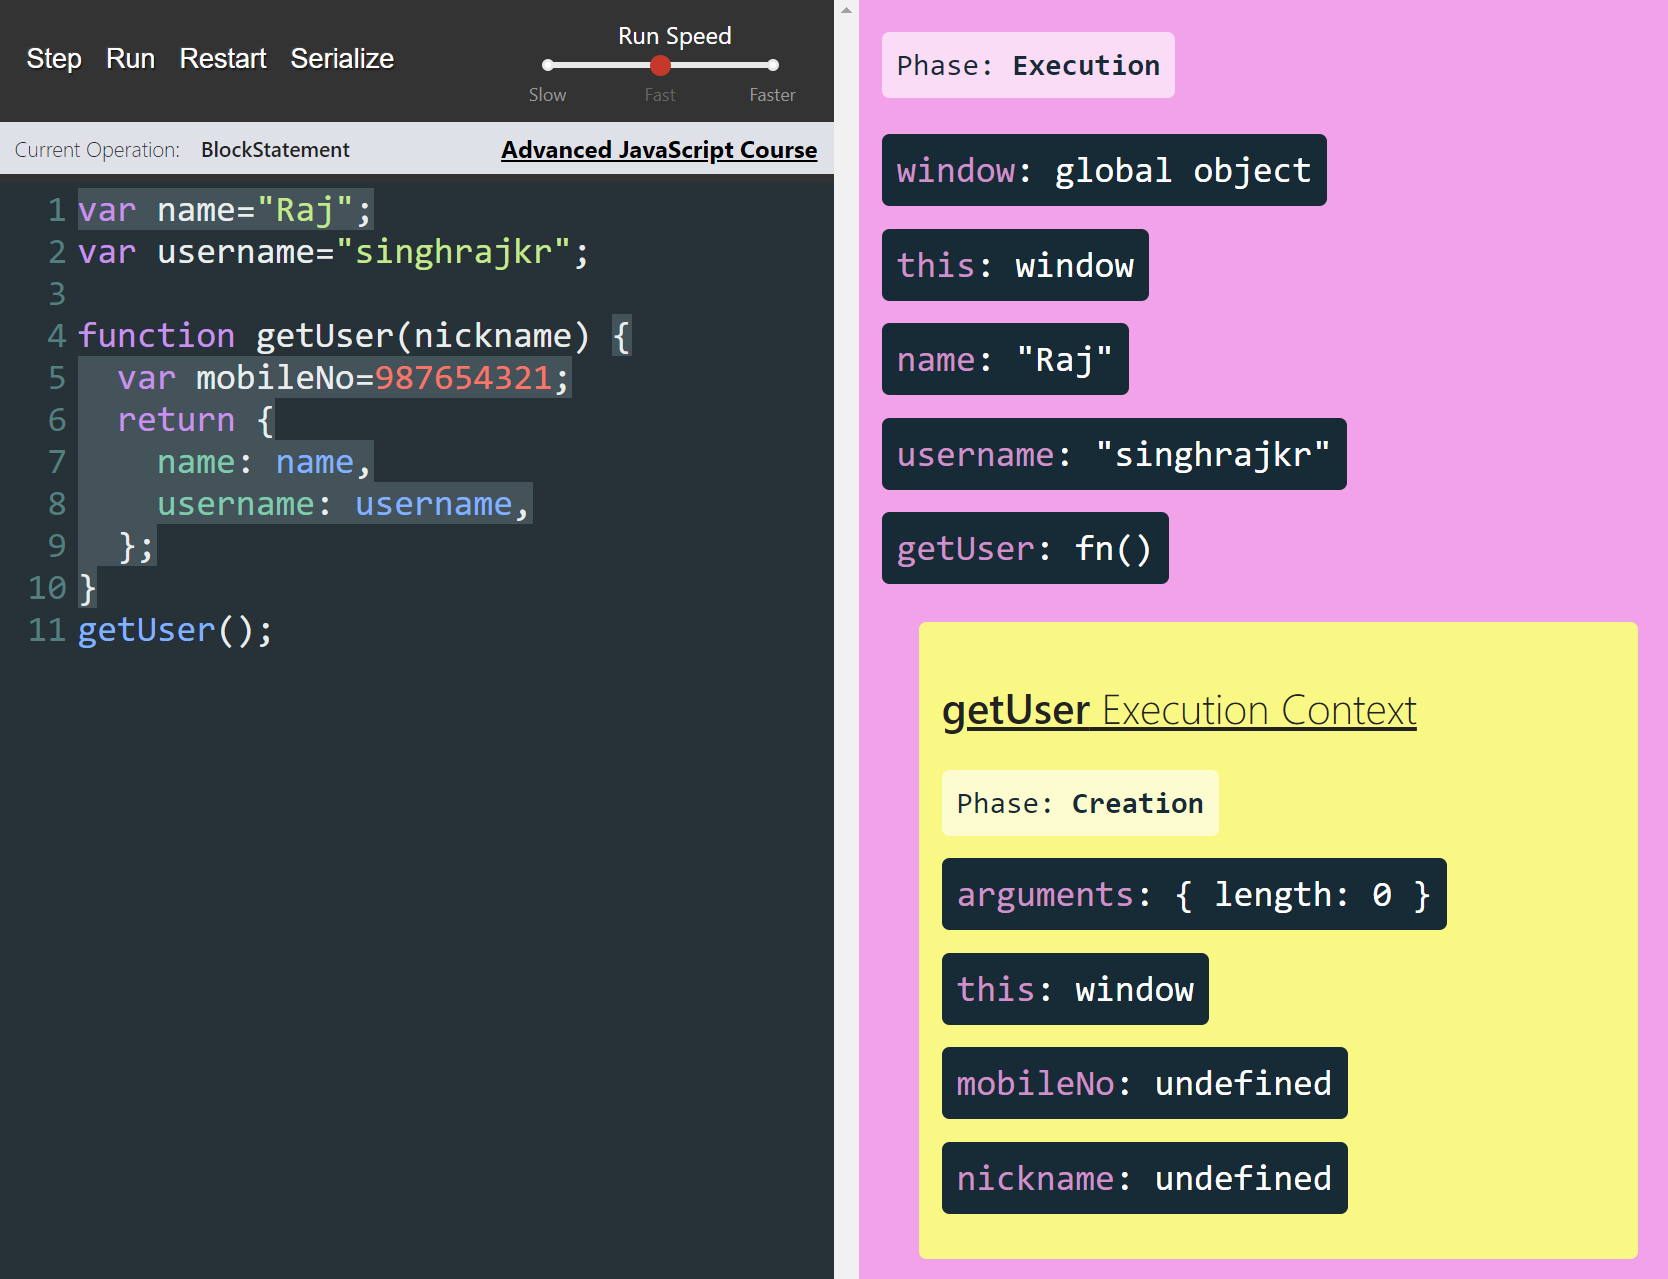 Step Run Restart Serialize
Run Speed
Slow Fast Faster
Current Operation: BlockStatement Advanced JavaScript Course
1 var name="Raj";
2 var username="singhrajkr";
3
4 function getUser(nickname) {
5   var mobileNo=987654321;
6   return {
7     name: name,
8     username: username,
9   };
10 }
11 getUser();
Phase: Execution
window: global object
this: window
name: "Raj"
username: "singhrajkr"
getUser: fn()
getUser Execution Context
Phase: Creation
arguments: { length: 0 }
this: window
mobileNo: undefined
nickname: undefined